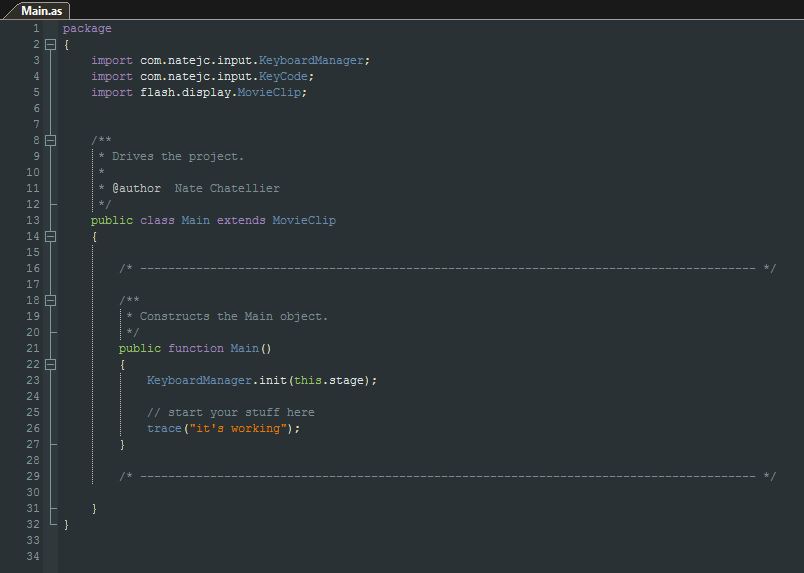 Main.as
1 package
2 {
3 import com.natejc.input.KeyboardManager;
4 import com.natejc.input.KeyCode;
5 import flash.display.MovieClip;
6
7
8 /**
9 * Drives the project.
10 *
11 * @author  Nate Chatellier
12 */
13 public class Main extends MovieClip
14 {
15
16 /* ---------------------------------------------------------------------------------------- */
17
18 /**
19 * Constructs the Main object.
20 */
21 public function Main()
22 {
23 KeyboardManager.init(this.stage);
24
25 // start your stuff here
26 trace("it's working");
27 }
28
29 /* ---------------------------------------------------------------------------------------- */
30
31 }
32 }
33
34